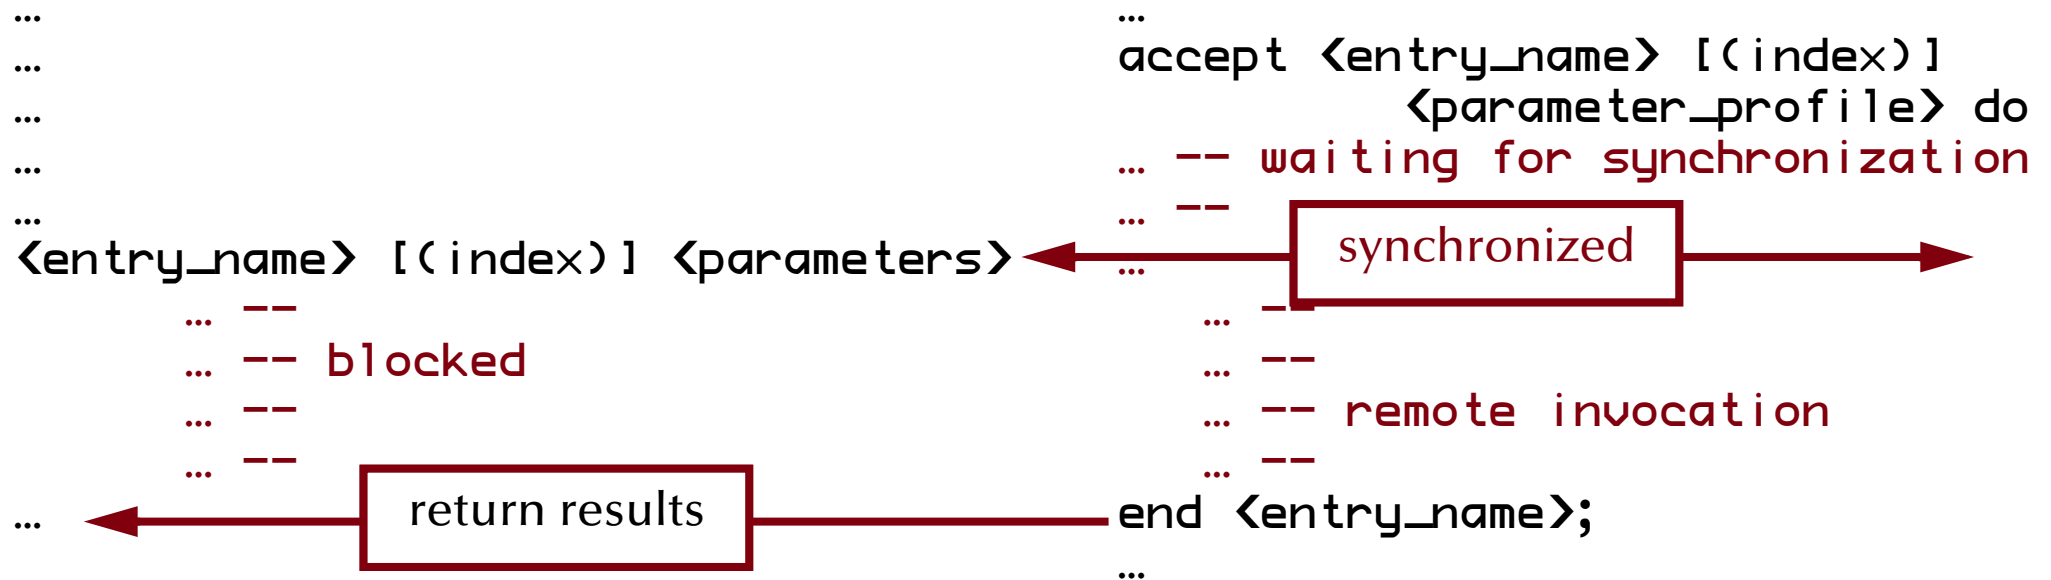 …
…
…
…
…
<entry_name> [(index)] <parameters>
… --
… -- blocked
… --
… --
…
return results
…
accept <entry_name> [(index)]
<parameter_profile> do
… -- waiting for synchronization
… --
…
synchronized
… --
… --
… -- remote invocation
… --
end <entry_name>;
…